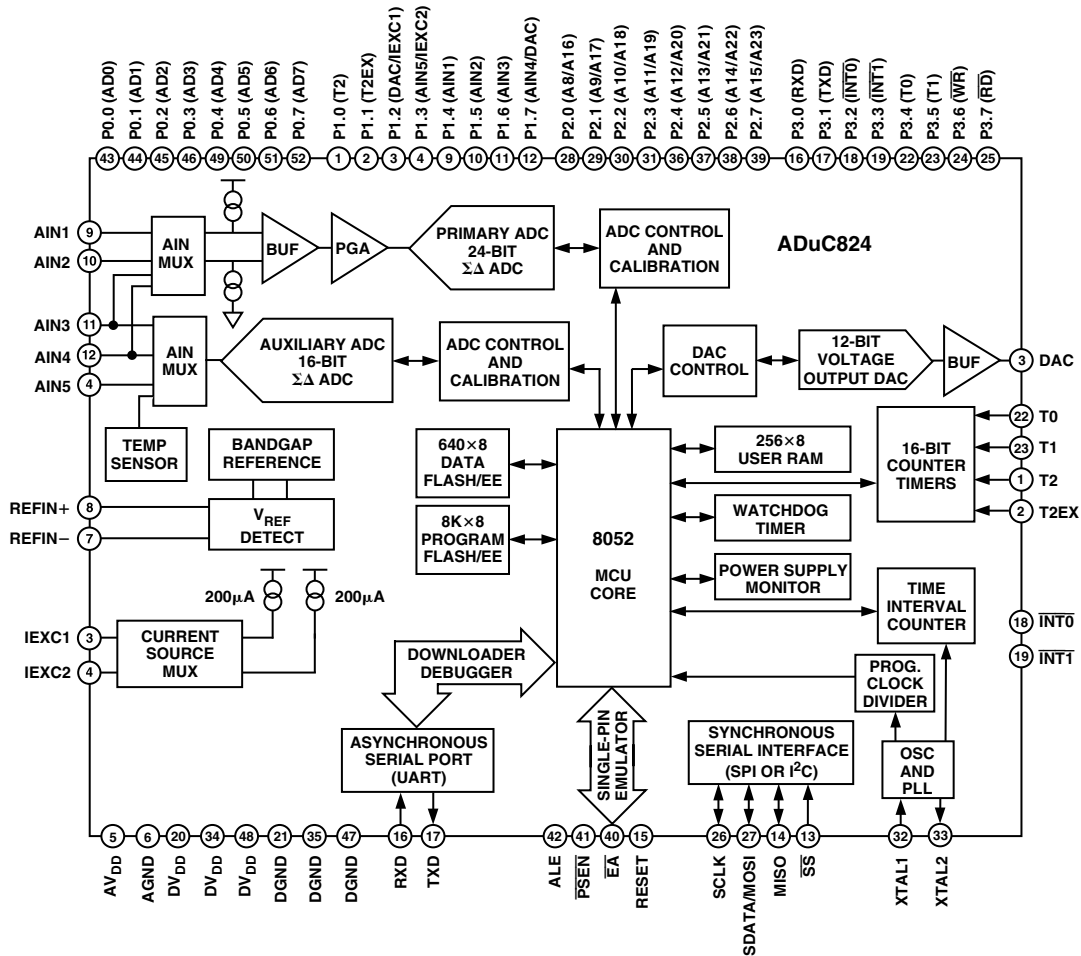 P0.0 (AD0)
P0.1 (AD1)
P0.2 (AD2)
P0.3 (AD3)
P0.4 (AD4)
P0.5 (AD5)
P0.6 (AD6)
P0.7 (AD7)
P1.0 (T2)
P1.1 (T2EX)
P1.2 (DAC/IEXC1)
P1.3 (AIN5/IEXC2)
P1.4 (AIN1)
P1.5 (AIN2)
P1.6 (AIN3)
P1.7 (AIN4/DAC)
P2.0 (A8/A16)
P2.1 (A9/A17)
P2.2 (A10/A18)
P2.3 (A11/A19)
P2.4 (A12/A20)
P2.5 (A13/A21)
P2.6 (A14/A22)
P2.7 (A15/A23)
P3.0 (RXD)
P3.1 (TXD)
P3.2 (I̅N̅T̅0̅)
P3.3 (I̅N̅T̅1̅)
P3.4 (T0)
P3.5 (T1)
P3.6 (W̅R̅)
P3.7 (R̅D̅)
43 44 45 46 49 50 51 52 1 2 3 4 9 10 11 12 28 29 30 31 36 37 38 39 16 17 18 19 22 23 24 25
ADuC824
AIN1 9
AIN2 10
AIN3 11
AIN4 12
AIN5 4
AIN
MUX
BUF
PGA
PRIMARY ADC
24-BIT
ΣΔ ADC
ADC CONTROL
AND
CALIBRATION
AIN
MUX
AUXILIARY ADC
16-BIT
ΣΔ ADC
ADC CONTROL
AND
CALIBRATION
DAC
CONTROL
12-BIT
VOLTAGE
OUTPUT DAC
BUF
3 DAC
TEMP
SENSOR
BANDGAP
REFERENCE
REFIN+ 8
REFIN− 7
VREF
DETECT
640×8
DATA
FLASH/EE
8K×8
PROGRAM
FLASH/EE
8052
MCU
CORE
256×8
USER RAM
WATCHDOG
TIMER
POWER SUPPLY
MONITOR
16-BIT
COUNTER
TIMERS
22 T0
23 T1
1 T2
2 T2EX
TIME
INTERVAL
COUNTER
18 I̅N̅T̅0̅
19 I̅N̅T̅1̅
200μA
200μA
IEXC1 3
IEXC2 4
CURRENT
SOURCE
MUX
DOWNLOADER
DEBUGGER
ASYNCHRONOUS
SERIAL PORT
(UART)
SINGLE-PIN
EMULATOR
SYNCHRONOUS
SERIAL INTERFACE
(SPI OR I²C)
PROG.
CLOCK
DIVIDER
OSC
AND
PLL
5 6 20 34 48 21 35 47 16 17 42 41 40 15 26 27 14 13 32 33
AVDD
AGND
DVDD
DVDD
DVDD
DGND
DGND
DGND
RXD
TXD
ALE
P̅S̅E̅N̅
E̅A̅
RESET
SCLK
SDATA/MOSI
MISO
S̅S̅
XTAL1
XTAL2